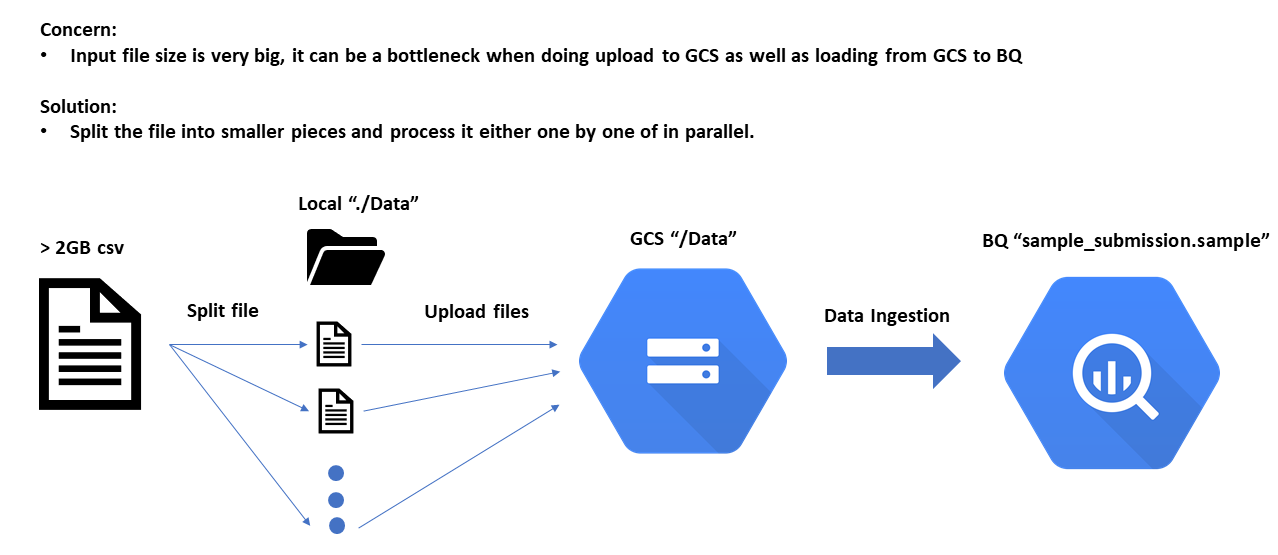 Concern:
• Input file size is very big, it can be a bottleneck when doing upload to GCS as well as loading from GCS to BQ
Solution:
• Split the file into smaller pieces and process it either one by one of in parallel.
Local “./Data”
> 2GB csv
GCS “/Data”
BQ “sample_submission.sample”
Split file
Upload files
Data Ingestion